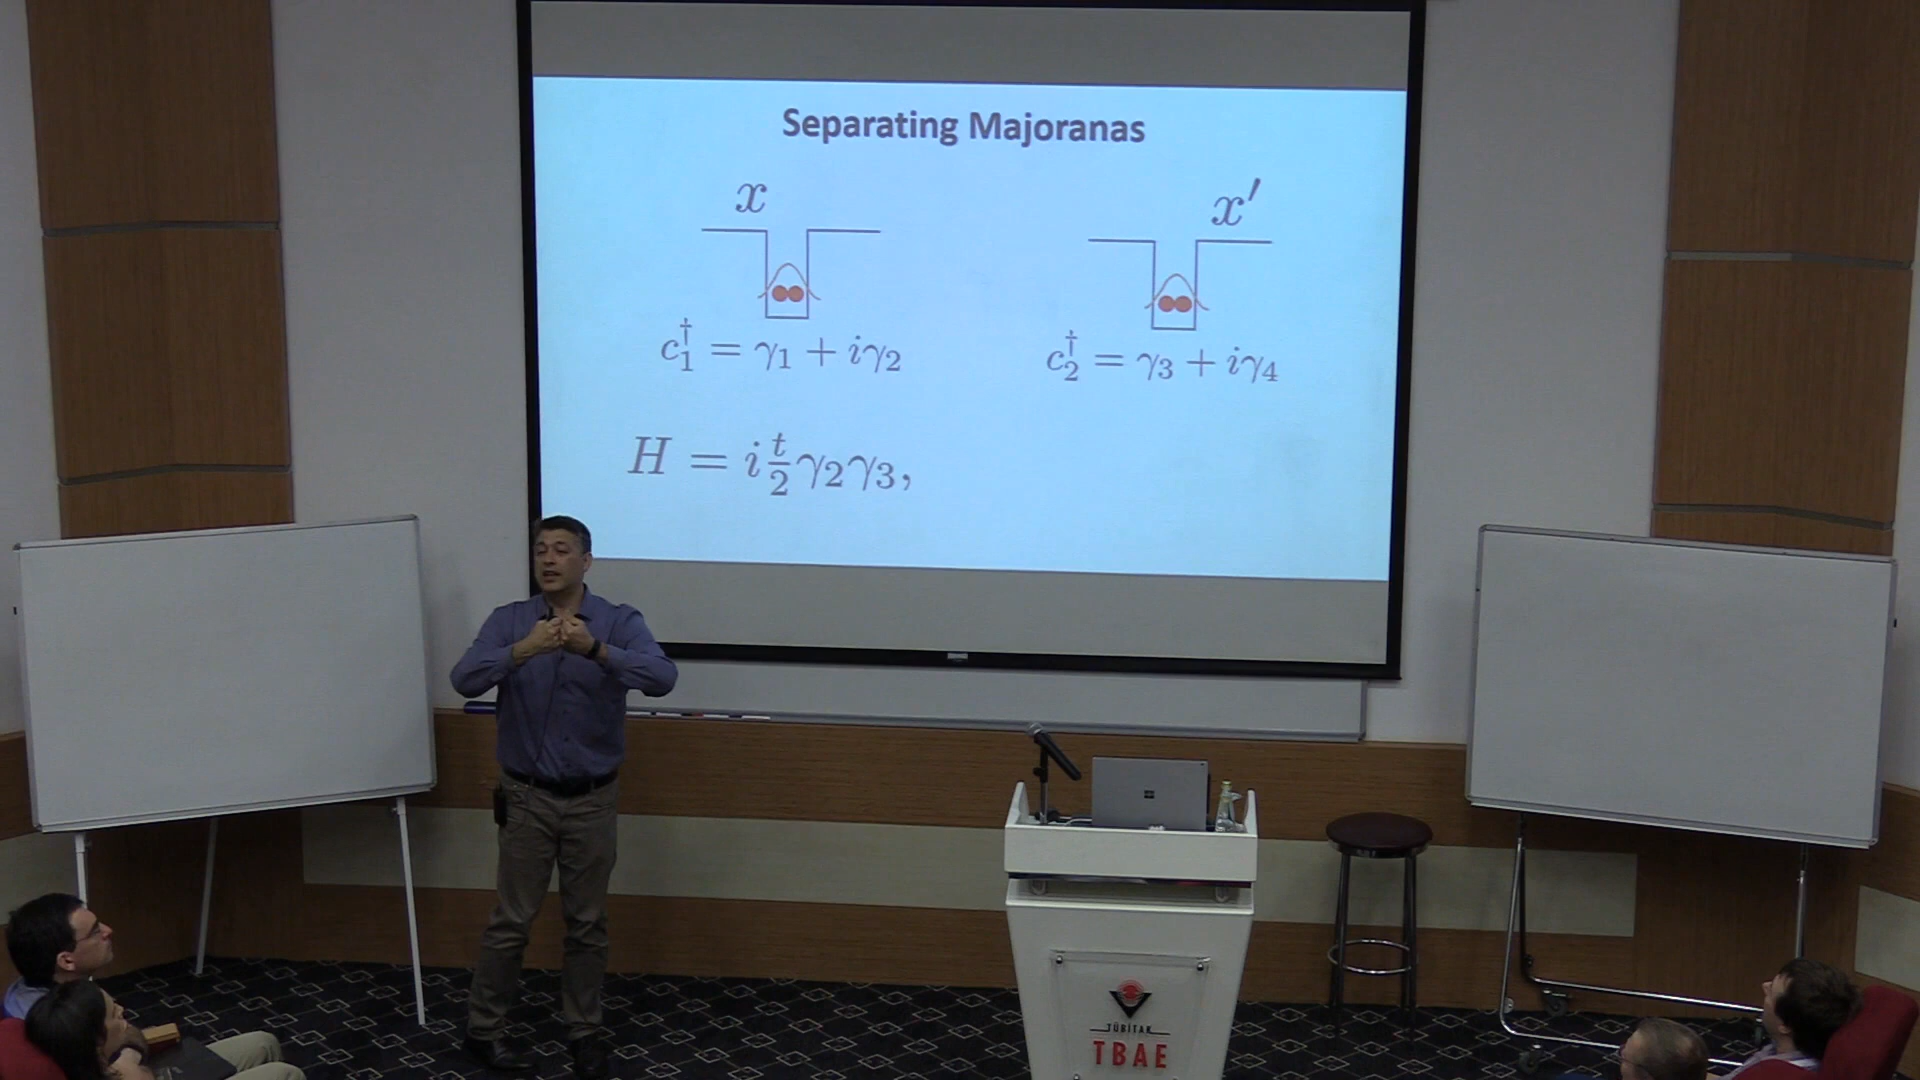 Separating Majoranas
x
x′
c₁† = γ₁ + iγ₂
c₂† = γ₃ + iγ₄
H = i t/2 γ₂γ₃,
TÜBİTAK
TBAE